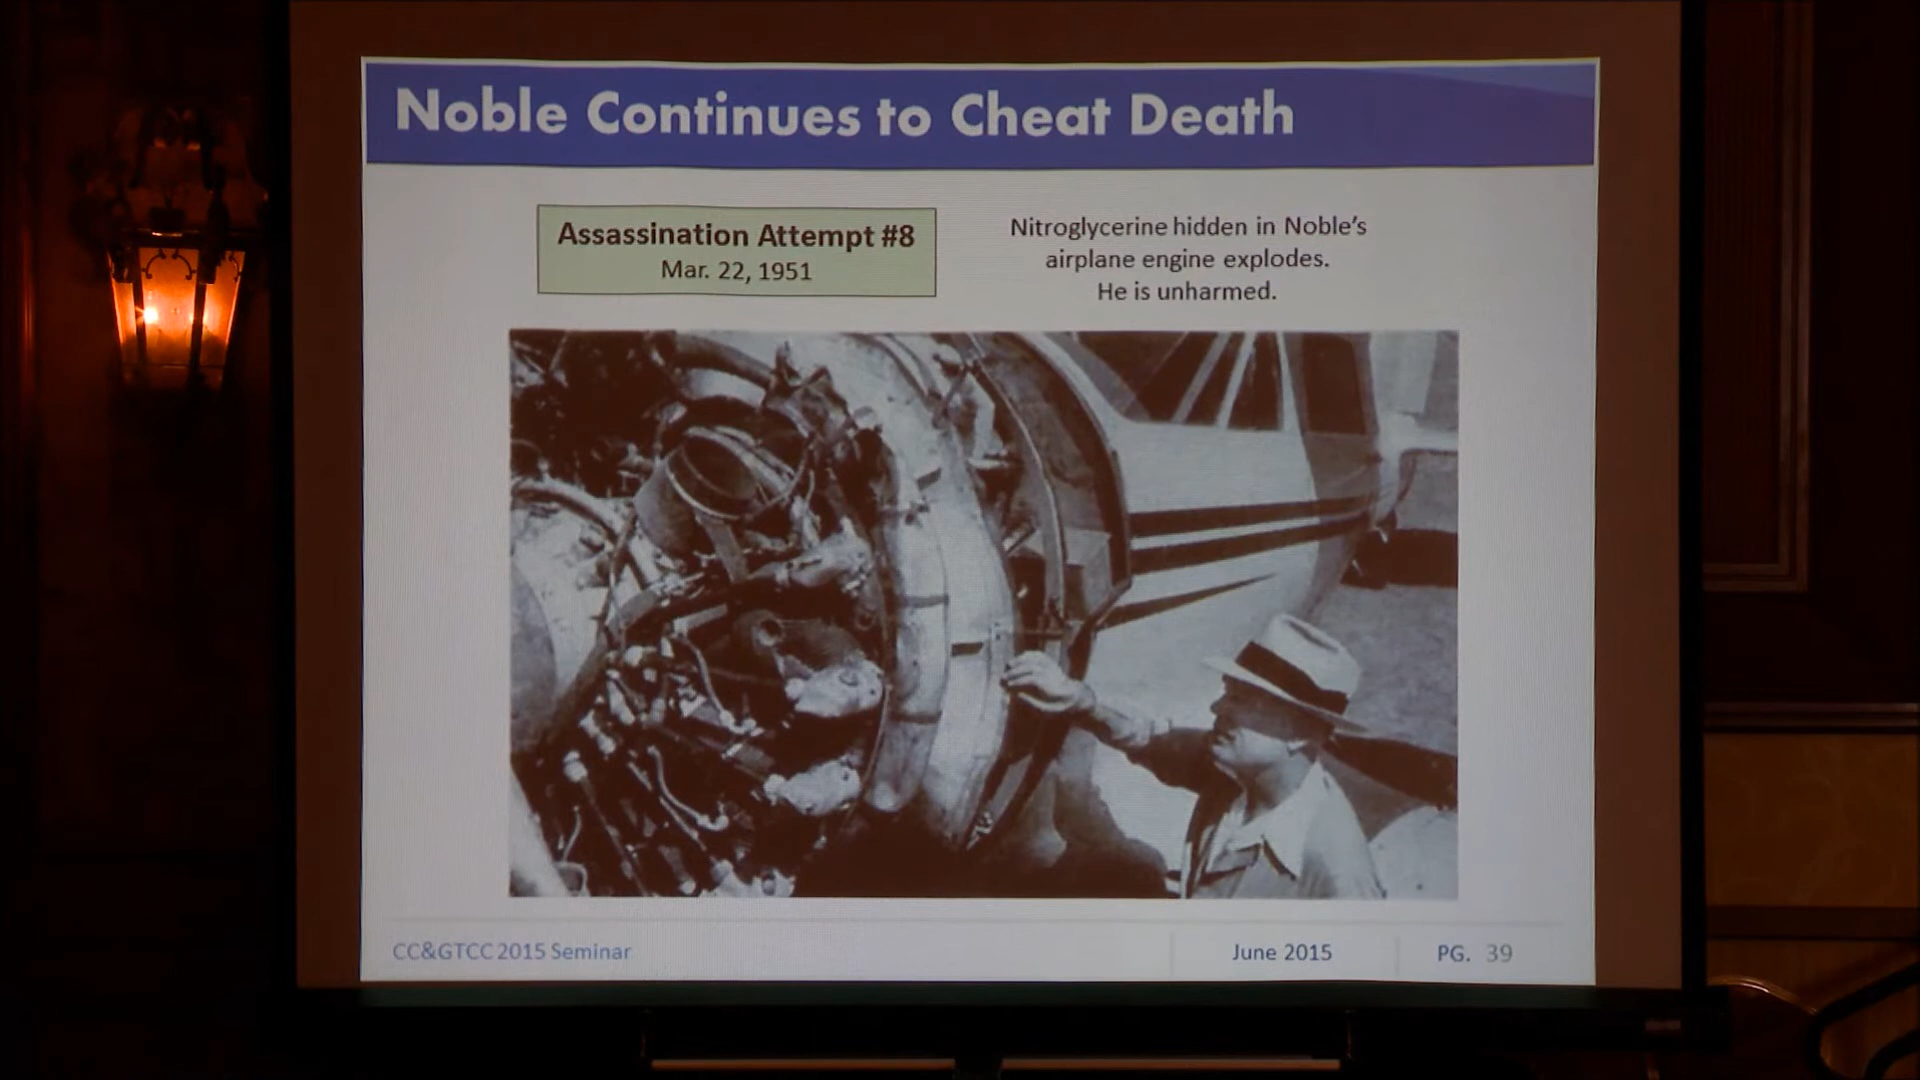 Noble Continues to Cheat Death
Assassination Attempt #8
Mar. 22, 1951
Nitroglycerine hidden in Noble's
airplane engine explodes.
He is unharmed.
CC&GTCC 2015 Seminar
June 2015
PG. 39